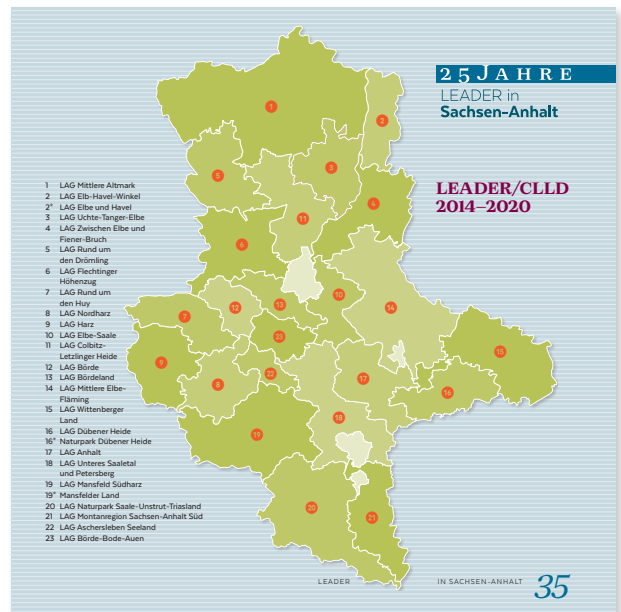 25 JAHRE
LEADER in
Sachsen-Anhalt
LEADER/CLLD
2014–2020
1 LAG Mittlere Altmark
2 LAG Elb-Havel-Winkel
2* LAG Elbe und Havel
3 LAG Uchte-Tanger-Elbe
4 LAG Zwischen Elbe und
Fiener-Bruch
5 LAG Rund um
den Drömling
6 LAG Flechtinger
Höhenzug
7 LAG Rund um
den Huy
8 LAG Nordharz
9 LAG Harz
10 LAG Elbe-Saale
11 LAG Colbitz-
Letzlinger Heide
12 LAG Börde
13 LAG Bördeland
14 LAG Mittlere Elbe-
Fläming
15 LAG Wittenberger
Land
16 LAG Dübener Heide
16* Naturpark Dübener Heide
17 LAG Anhalt
18 LAG Unteres Saaletal
und Petersberg
19 LAG Mansfeld Südharz
19* Mansfelder Land
20 LAG Naturpark Saale-Unstrut-Triasland
21 LAG Montanregion Sachsen-Anhalt Süd
22 LAG Aschersleben Seeland
23 LAG Börde-Bode-Auen
1
2
3
5
4
11
6
10
13
12
14
7
23
15
9
22
17
8
16
18
19
20
21
LEADER IN SACHSEN-ANHALT 35